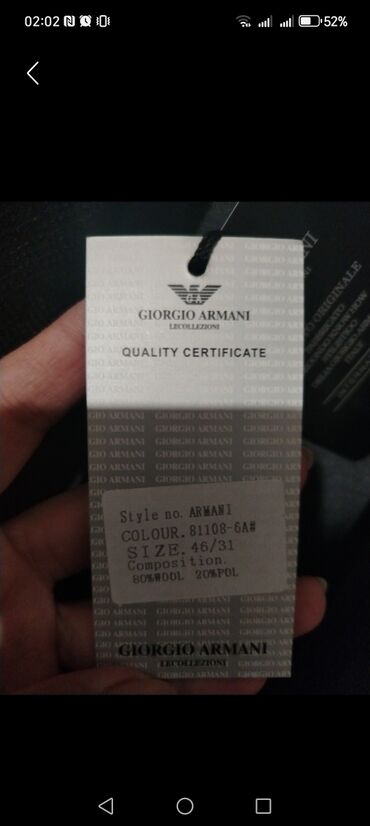 02:02
52%
GIORGIO ARMANI
LECOLLEZIONI
QUALITY CERTIFICATE
Style no. ARMANI
COLOUR. 81108-6A#
SIZE. 46/31
Composition.
80%WOOL 20%POL
GIORGIO ARMANI
LECOLLEZIONI